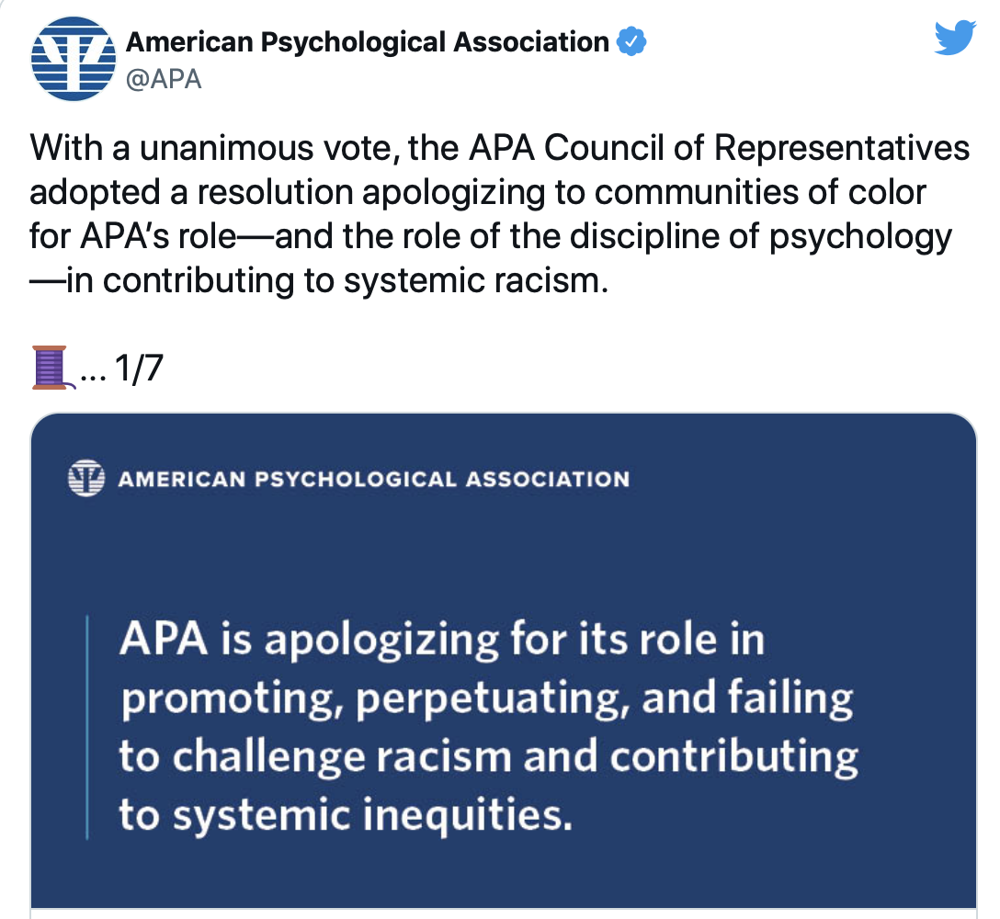 American Psychological Association
@APA
With a unanimous vote, the APA Council of Representatives
adopted a resolution apologizing to communities of color
for APA’s role—and the role of the discipline of psychology
—in contributing to systemic racism.
🧵... 1/7
AMERICAN PSYCHOLOGICAL ASSOCIATION
APA is apologizing for its role in
promoting, perpetuating, and failing
to challenge racism and contributing
to systemic inequities.